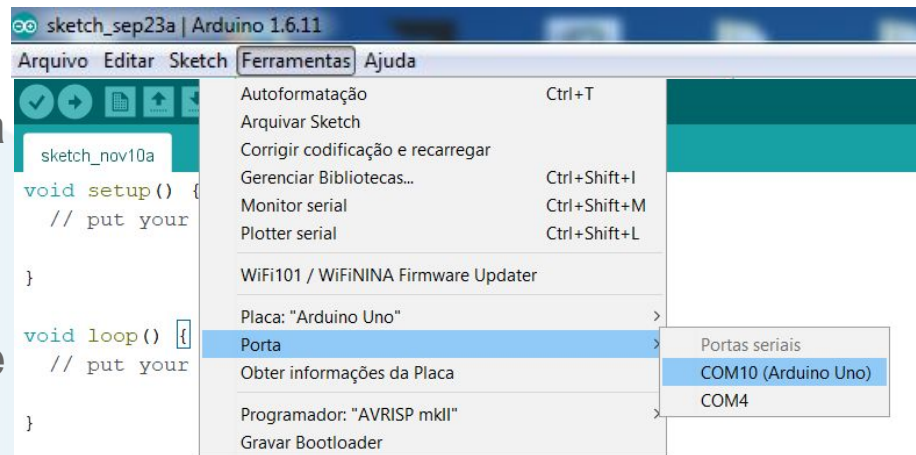 sketch_sep23a | Arduino 1.6.11
Arquivo Editar Sketch Ferramentas Ajuda
sketch_nov10a
void setup() {
// put your
}
void loop() {
// put your
}
Autoformatação Ctrl+T
Arquivar Sketch
Corrigir codificação e recarregar
Gerenciar Bibliotecas... Ctrl+Shift+I
Monitor serial Ctrl+Shift+M
Plotter serial Ctrl+Shift+L
WiFi101 / WiFiNINA Firmware Updater
Placa: "Arduino Uno"
Porta
Obter informações da Placa
Programador: "AVRISP mkII"
Gravar Bootloader
Portas seriais
COM10 (Arduino Uno)
COM4